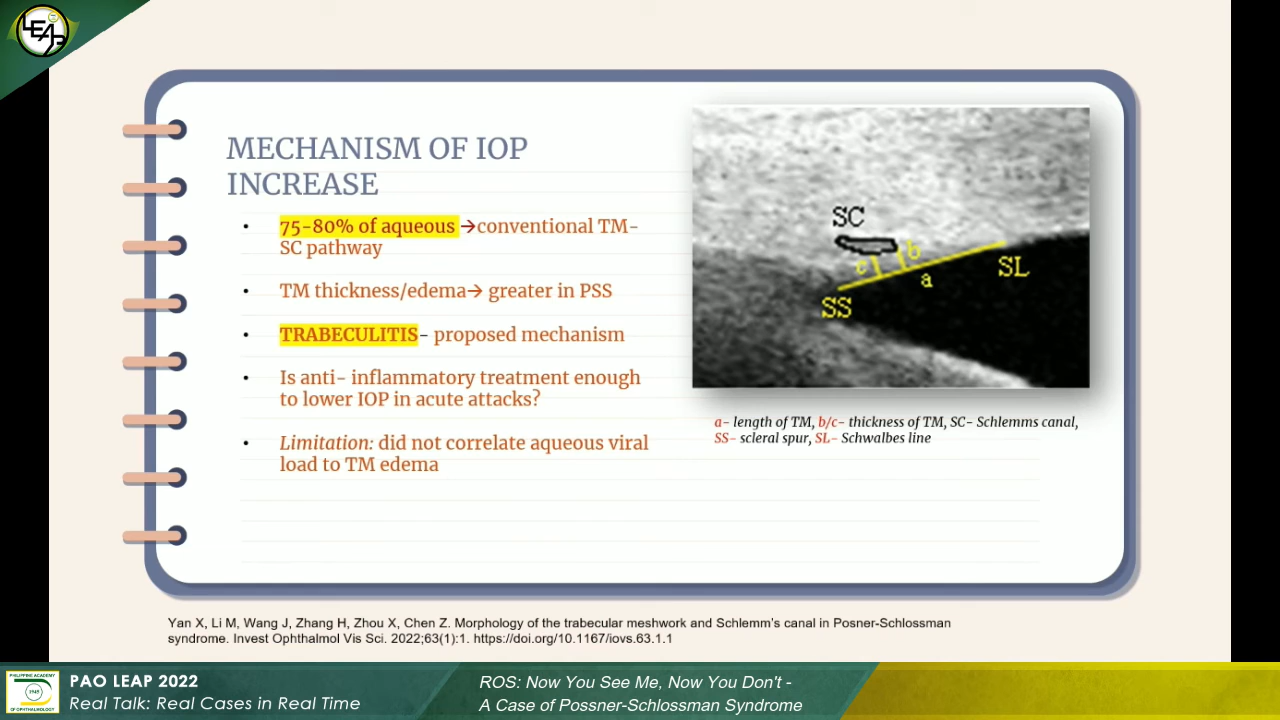 LEAP
MECHANISM OF IOP
INCREASE
• 75-80% of aqueous →conventional TM-
SC pathway
• TM thickness/edema→ greater in PSS
• TRABECULITIS- proposed mechanism
• Is anti- inflammatory treatment enough
to lower IOP in acute attacks?
• Limitation: did not correlate aqueous viral
load to TM edema
SC
c
b
a
SL
SS
a- length of TM, b/c- thickness of TM, SC- Schlemms canal,
SS- scleral spur, SL- Schwalbes line
Yan X, Li M, Wang J, Zhang H, Zhou X, Chen Z. Morphology of the trabecular meshwork and Schlemm's canal in Posner-Schlossman
syndrome. Invest Ophthalmol Vis Sci. 2022;63(1):1. https://doi.org/10.1167/iovs.63.1.1
PHILIPPINE ACADEMY
1945
OF OPHTHALMOLOGY
PAO LEAP 2022
Real Talk: Real Cases in Real Time
ROS: Now You See Me, Now You Don't -
A Case of Possner-Schlossman Syndrome